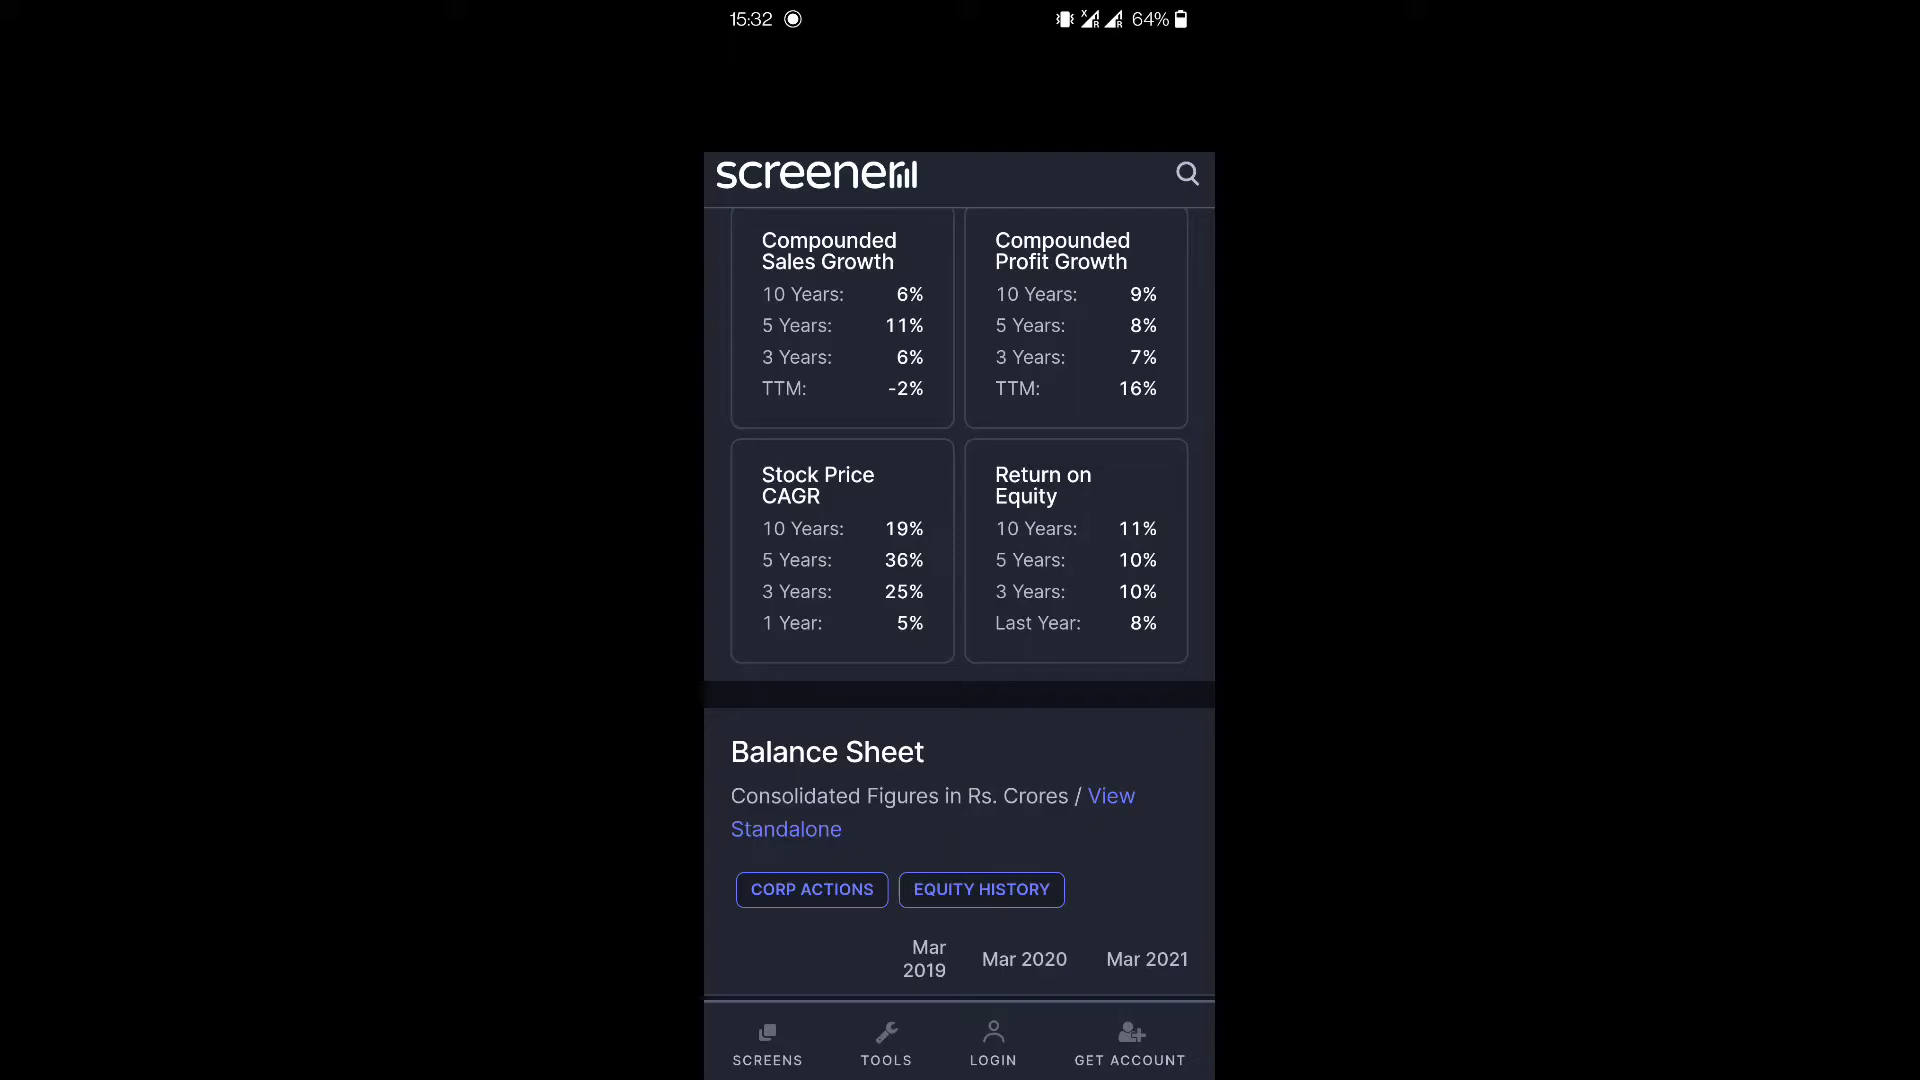 15:32 64%
screener
Compounded
Sales Growth
10 Years: 6%
5 Years: 11%
3 Years: 6%
TTM: -2%
Compounded
Profit Growth
10 Years: 9%
5 Years: 8%
3 Years: 7%
TTM: 16%
Stock Price
CAGR
10 Years: 19%
5 Years: 36%
3 Years: 25%
1 Year: 5%
Return on
Equity
10 Years: 11%
5 Years: 10%
3 Years: 10%
Last Year: 8%
Balance Sheet
Consolidated Figures in Rs. Crores / View
Standalone
CORP ACTIONS EQUITY HISTORY
Mar
2019 Mar 2020 Mar 2021
SCREENS TOOLS LOGIN GET ACCOUNT